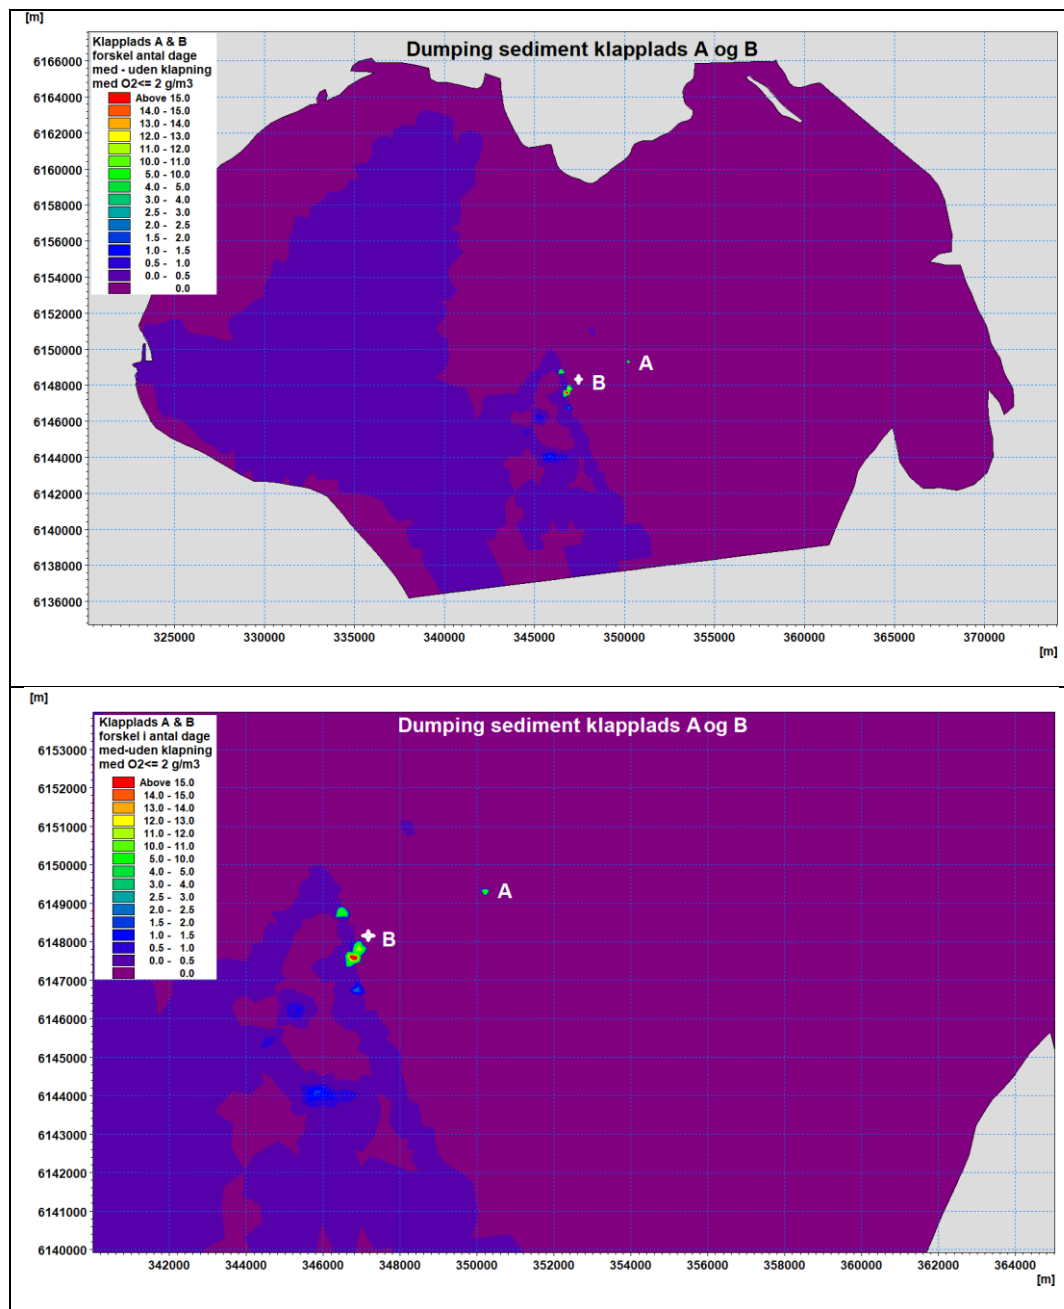 [m]
Dumping sediment klapplads A og B
Klapplads A & B
forskel antal dage
med - uden klapning
med O2<= 2 g/m3
Above 15.0
14.0 - 15.0
13.0 - 14.0
12.0 - 13.0
11.0 - 12.0
10.0 - 11.0
5.0 - 10.0
4.0 - 5.0
3.0 - 4.0
2.5 - 3.0
2.0 - 2.5
1.5 - 2.0
1.0 - 1.5
0.5 - 1.0
0.0 - 0.5
0.0
6166000
6164000
6162000
6160000
6158000
6156000
6154000
6152000
6150000
6148000
6146000
6144000
6142000
6140000
6138000
6136000
A
B
325000 330000 335000 340000 345000 350000 355000 360000 365000 370000
[m]
[m]
Dumping sediment klapplads A og B
Klapplads A & B
forskel i antal dage
med-uden klapning
med O2<= 2 g/m3
Above 15.0
14.0 - 15.0
13.0 - 14.0
12.0 - 13.0
11.0 - 12.0
10.0 - 11.0
5.0 - 10.0
4.0 - 5.0
3.0 - 4.0
2.5 - 3.0
2.0 - 2.5
1.5 - 2.0
1.0 - 1.5
0.5 - 1.0
0.0 - 0.5
0.0
6153000
6152000
6151000
6150000
6149000
6148000
6147000
6146000
6145000
6144000
6143000
6142000
6141000
6140000
A
B
342000 344000 346000 348000 350000 352000 354000 356000 358000 360000 362000 364000
[m]